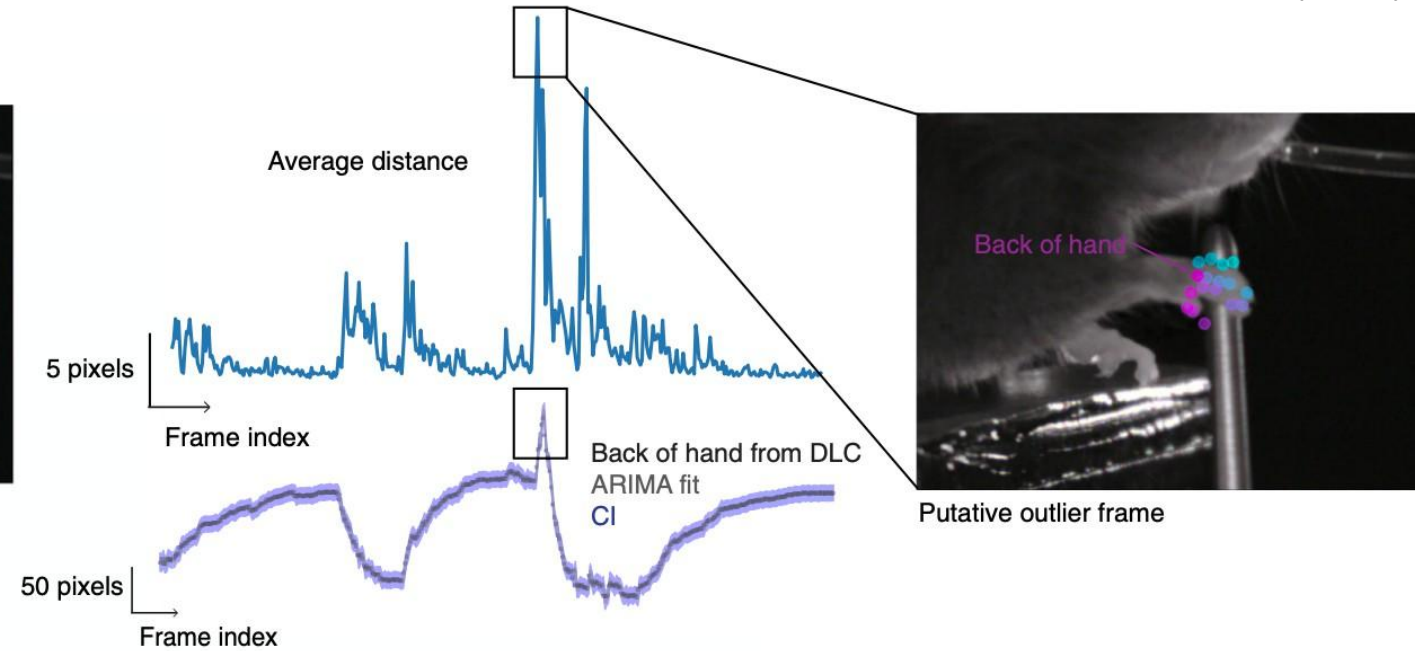 Average distance
5 pixels
Frame index
Back of hand from DLC
ARIMA fit
CI
50 pixels
Frame index
Back of hand
Putative outlier frame